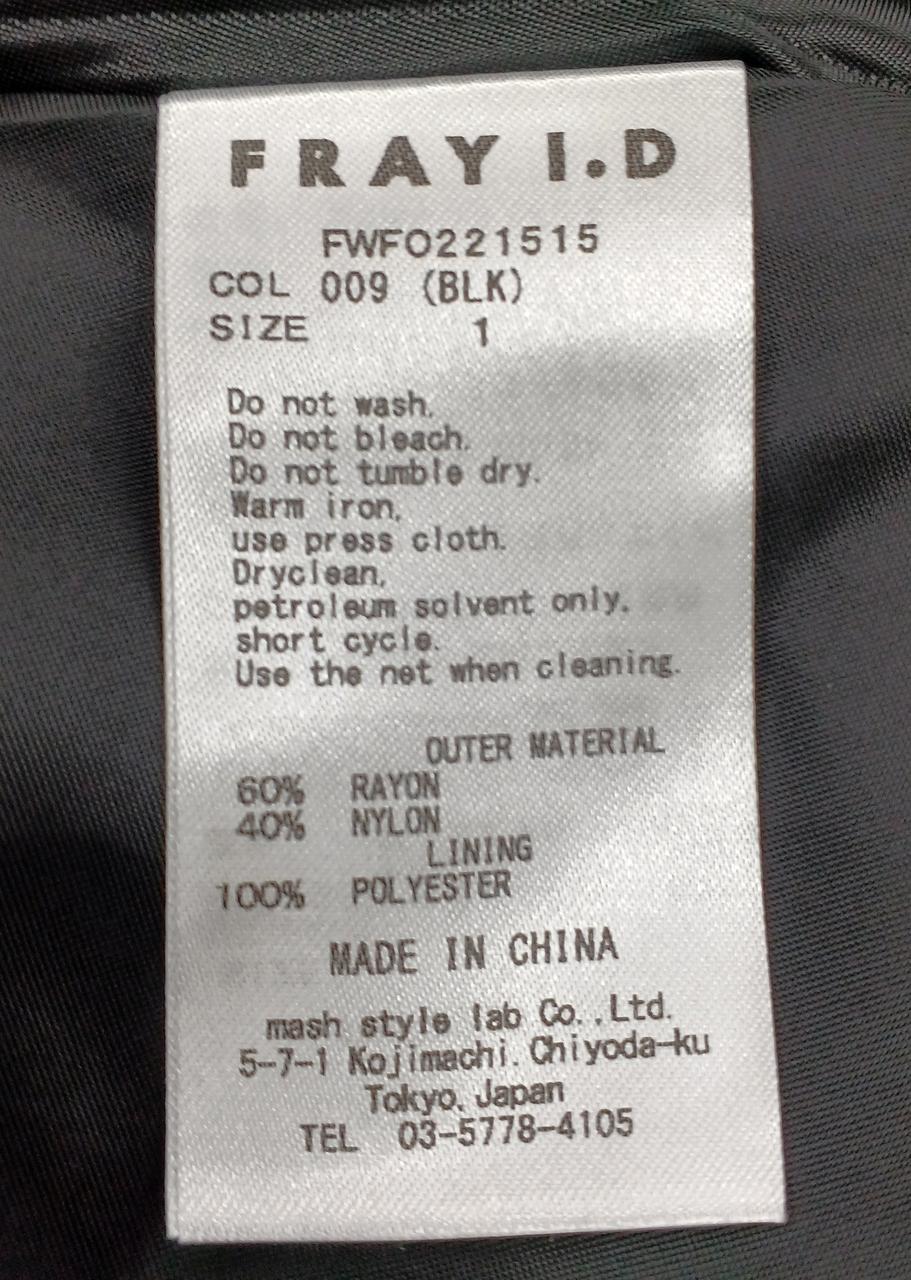 FRAY I.D
FWFO221515
COL 009 (BLK)
SIZE 1
Do not wash.
Do not bleach.
Do not tumble dry.
Warm iron,
use press cloth.
Dryclean,
petroleum solvent only.
short cycle.
Use the net when cleaning.
OUTER MATERIAL
60% RAYON
40% NYLON
LINING
100% POLYESTER
MADE IN CHINA
mash style lab Co.,Ltd.
5-7-1 Kojimachi. Chiyoda-ku
Tokyo, Japan
TEL 03-5778-4105